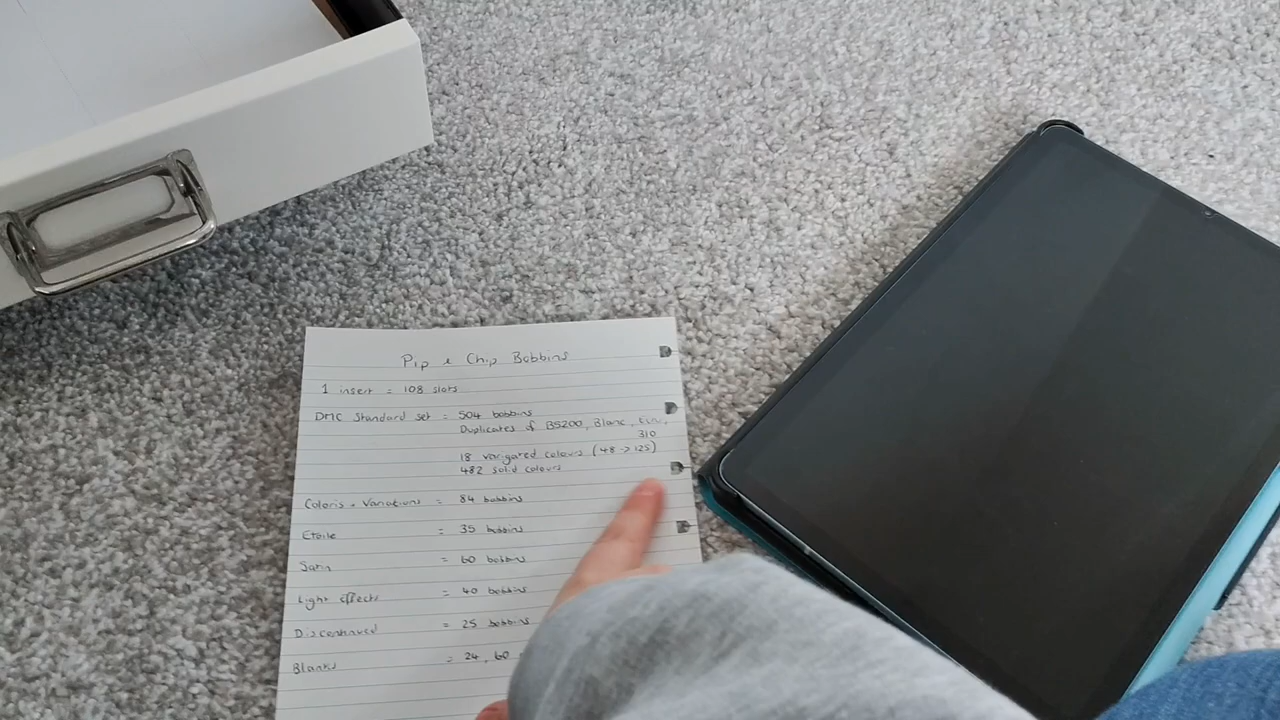 Pip & Chip Bobbins
1 insert = 108 slots
DMC Standard set = 504 bobbins
Duplicates of B5200, Blanc, Ecru,
310
18 varigated colours (48 -> 125)
482 solid colours
Coloris + Variations = 84 bobbins
Etoile = 35 bobbins
Satin = 60 bobbins
Light Effects = 40 bobbins
Discontinued = 25 bobbins
Blanks = 24, 60